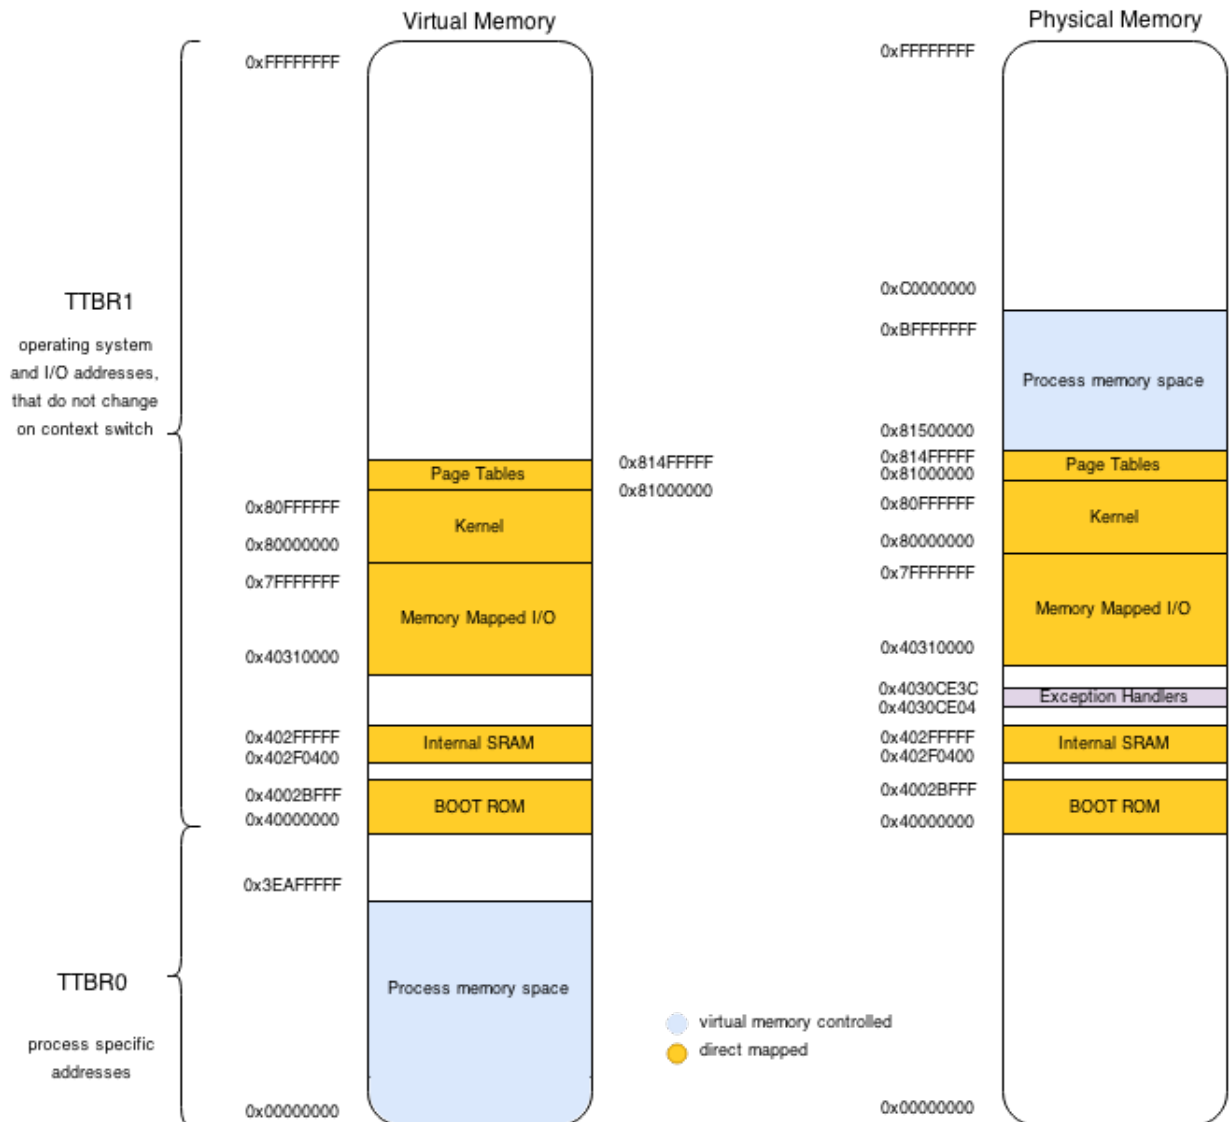 Virtual Memory
Physical Memory
0xFFFFFFFF
0xFFFFFFFF
TTBR1
operating system
and I/O addresses,
that do not change
on context switch
0xC0000000
0xBFFFFFFF
Process memory space
0x81500000
Page Tables
0x814FFFFF
0x81000000
0x814FFFFF
0x81000000
Page Tables
0x80FFFFFF
Kernel
0x80000000
0x80FFFFFF
Kernel
0x80000000
0x7FFFFFFF
Memory Mapped I/O
0x40310000
0x7FFFFFFF
Memory Mapped I/O
0x40310000
0x4030CE3C
Exception Handlers
0x4030CE04
0x402FFFFF
Internal SRAM
0x402F0400
0x402FFFFF
Internal SRAM
0x402F0400
0x4002BFFF
BOOT ROM
0x40000000
0x4002BFFF
BOOT ROM
0x40000000
0x3EAFFFFF
TTBR0
process specific
addresses
Process memory space
virtual memory controlled
direct mapped
0x00000000
0x00000000